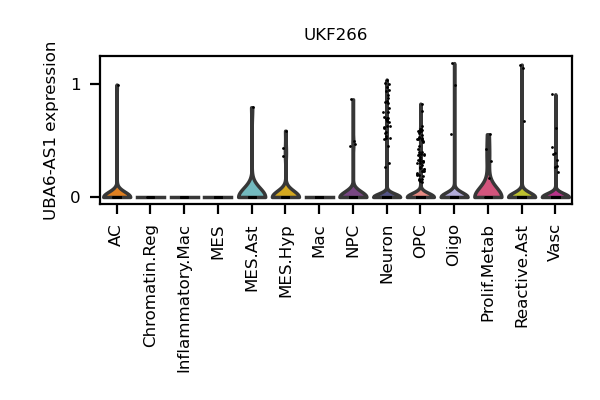 UKF266
UBA6-AS1 expression
1
0
AC
Chromatin.Reg
Inflammatory.Mac
MES
MES.Ast
MES.Hyp
Mac
NPC
Neuron
OPC
Oligo
Prolif.Metab
Reactive.Ast
Vasc